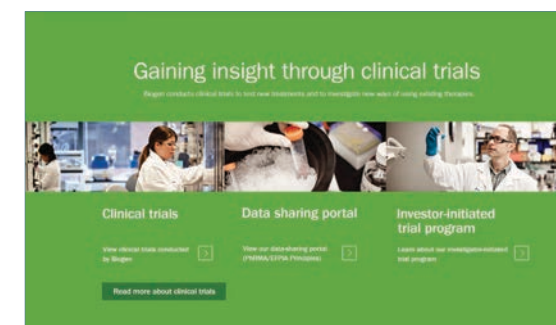 Gaining insight through clinical trials
Biogen conducts clinical trials to test new treatments and to investigate new ways of using existing therapies.
Clinical trials
Data sharing portal
Investor-initiated
trial program
View clinical trials conducted
by Biogen
View our data-sharing portal
(PhRMA/EFPIA Principles)
Learn about our investigator-initiated
trial program
Read more about clinical trials